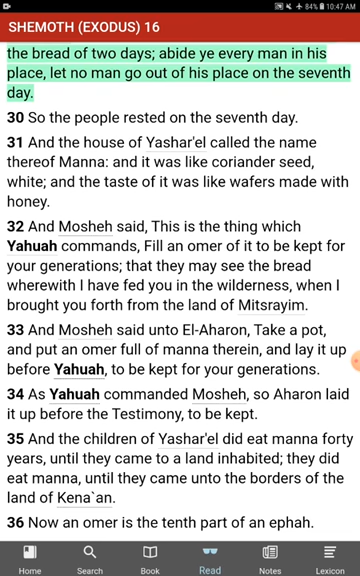 84% 10:47 AM
SHEMOTH (EXODUS) 16
the bread of two days; abide ye every man in his
place, let no man go out of his place on the seventh
day.
30 So the people rested on the seventh day.
31 And the house of Yashar'el called the name
thereof Manna: and it was like coriander seed,
white; and the taste of it was like wafers made with
honey.
32 And Mosheh said, This is the thing which
Yahuah commands, Fill an omer of it to be kept for
your generations; that they may see the bread
wherewith I have fed you in the wilderness, when I
brought you forth from the land of Mitsrayim.
33 And Mosheh said unto El-Aharon, Take a pot,
and put an omer full of manna therein, and lay it up
before Yahuah, to be kept for your generations.
34 As Yahuah commanded Mosheh, so Aharon laid
it up before the Testimony, to be kept.
35 And the children of Yashar'el did eat manna forty
years, until they came to a land inhabited; they did
eat manna, until they came unto the borders of the
land of Kena`an.
36 Now an omer is the tenth part of an ephah.
Home Search Book Read Notes Lexicon